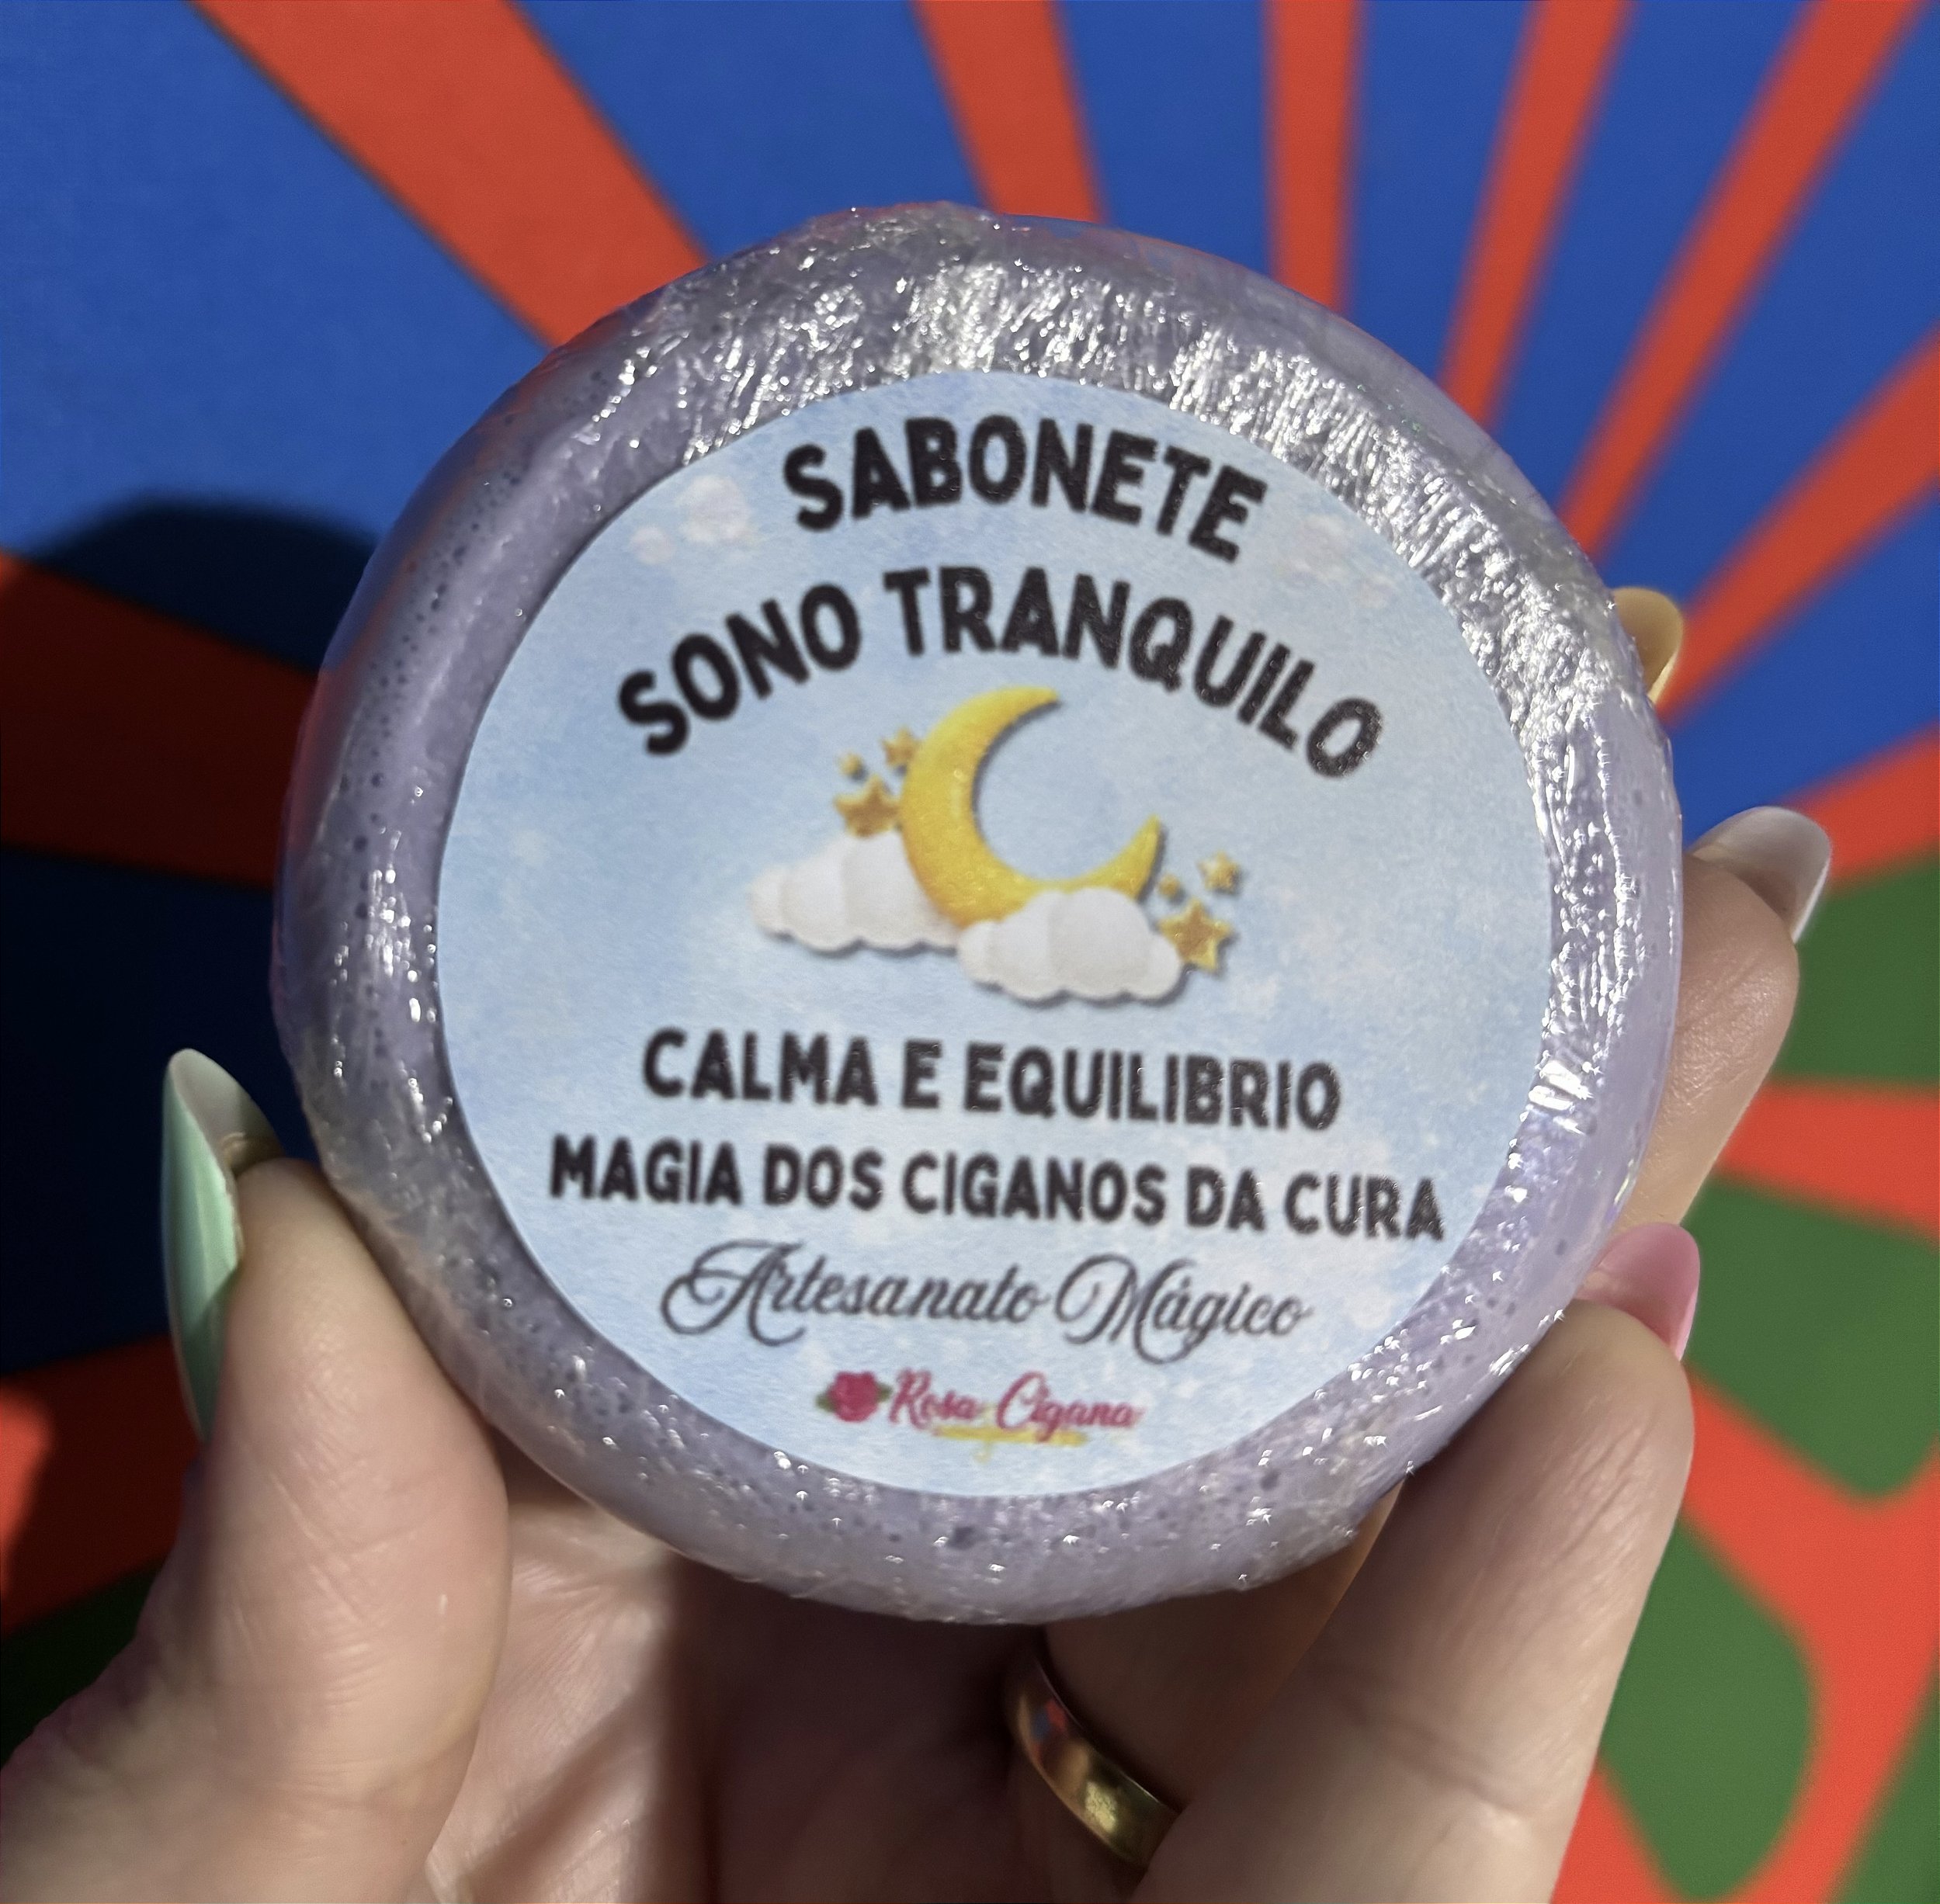 SABONETE
SONO TRANQUILO
CALMA E EQUILIBRIO
MAGIA DOS CIGANOS DA CURA
Artesanato Mágico
Rosa Cigana